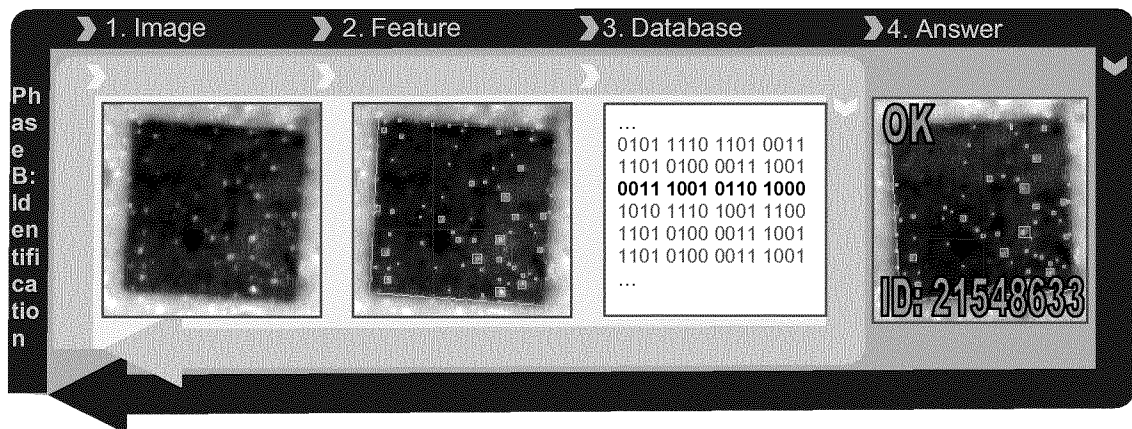 1. Image
2. Feature
3. Database
4. Answer
Ph
as
e
B:
Id
en
tifi
ca
tio
n
...
0101 1110 1101 0011
1101 0100 0011 1001
0011 1001 0110 1000
1010 1110 1001 1100
1101 0100 0011 1001
1101 0100 0011 1001
...
OK
ID: 21548633